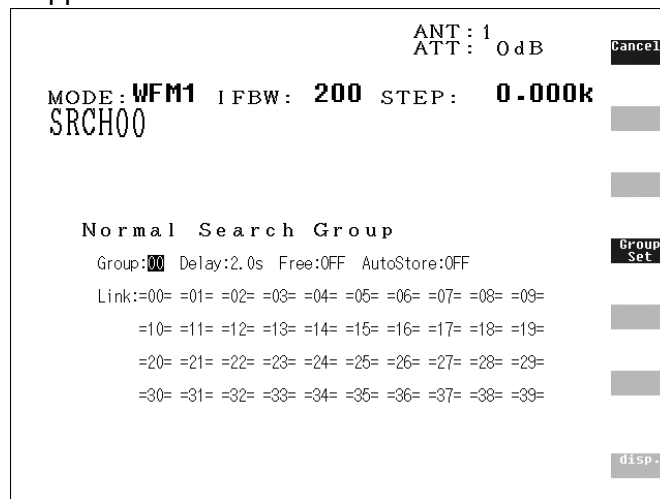 ANT:1
ATT: 0dB
Cancel
MODE:WFM1 IFBW: 200 STEP: 0.000k
SRCH00
Normal Search Group
Group
Set
Group:00 Delay:2.0s Free:OFF AutoStore:OFF
Link:=00= =01= =02= =03= =04= =05= =06= =07= =08= =09=
=10= =11= =12= =13= =14= =15= =16= =17= =18= =19=
=20= =21= =22= =23= =24= =25= =26= =27= =28= =29=
=30= =31= =32= =33= =34= =35= =36= =37= =38= =39=
disp.